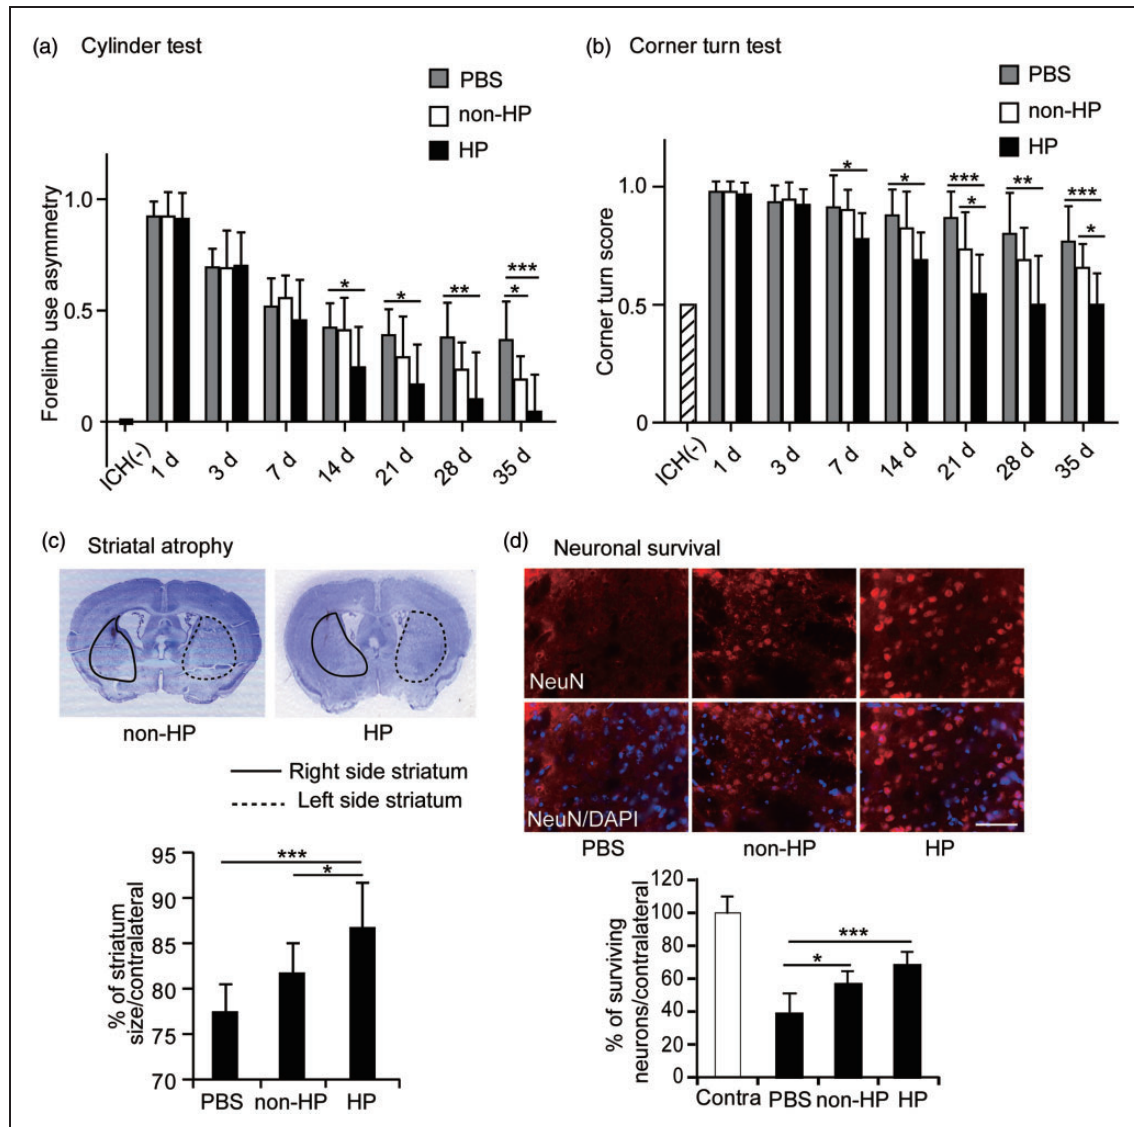 (a) Cylinder test
PBS
non-HP
HP
Forelimb use asymmetry
1.0
0.5
0
*
*
**
***
*
ICH(-)
1 d
3 d
7 d
14 d
21 d
28 d
35 d
(b) Corner turn test
PBS
non-HP
HP
Corner turn score
1.0
0.5
0
*
*
***
*
**
***
*
ICH(-)
1 d
3 d
7 d
14 d
21 d
28 d
35 d
(c) Striatal atrophy
non-HP
HP
Right side striatum
Left side striatum
% of striatum
size/contralateral
95
90
85
80
75
70
***
*
PBS
non-HP
HP
(d) Neuronal survival
NeuN
NeuN/DAPI
PBS
non-HP
HP
% of surviving
neurons/contralateral
120
100
80
60
40
20
0
***
*
Contra
PBS
non-HP
HP